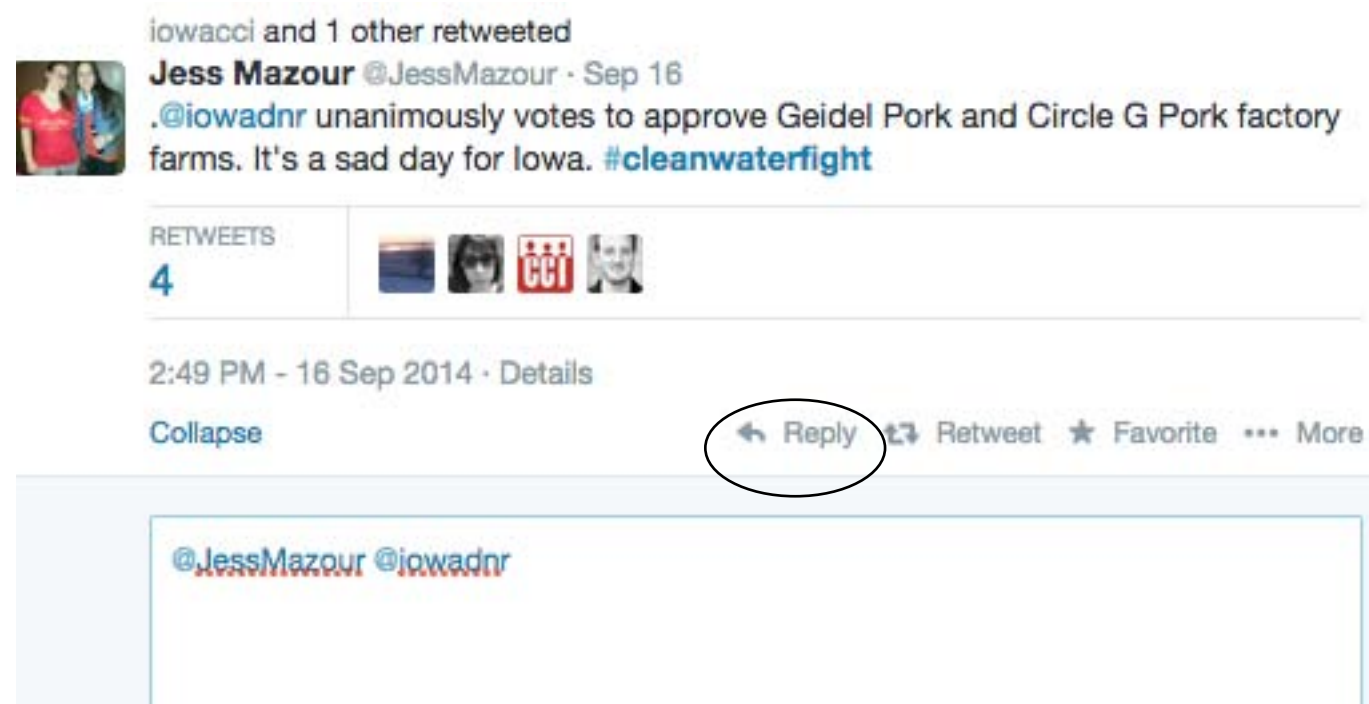 iowacci and 1 other retweeted
Jess Mazour @JessMazour · Sep 16
.@iowadnr unanimously votes to approve Geidel Pork and Circle G Pork factory
farms. It's a sad day for Iowa. #cleanwaterfight
RETWEETS
4
CCI
2:49 PM - 16 Sep 2014 · Details
Collapse Reply Retweet Favorite ••• More
@JessMazour @iowadnr